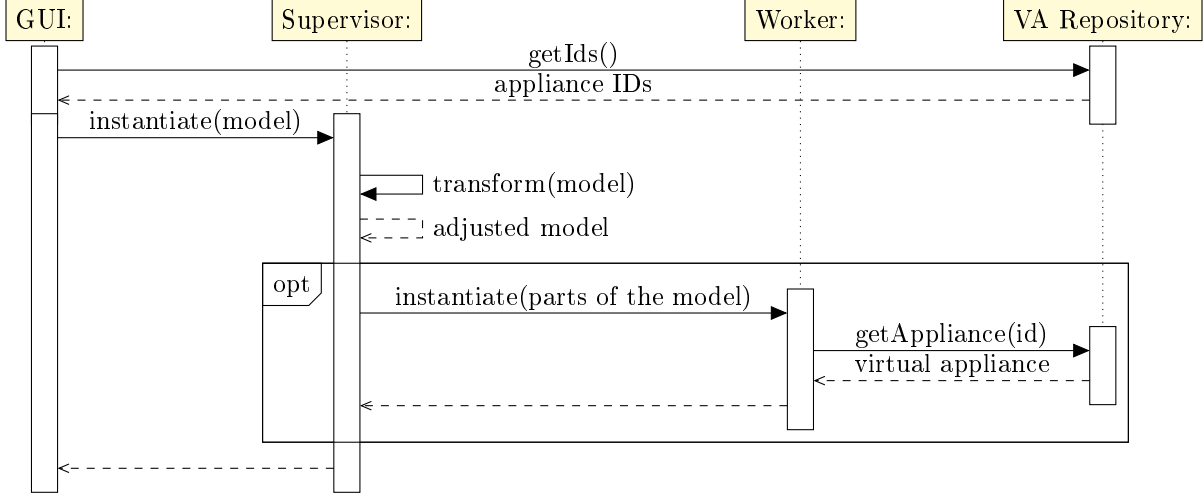 GUI:
Supervisor:
Worker:
VA Repository:
getIds()
appliance IDs
instantiate(model)
transform(model)
adjusted model
opt
instantiate(parts of the model)
getAppliance(id)
virtual appliance